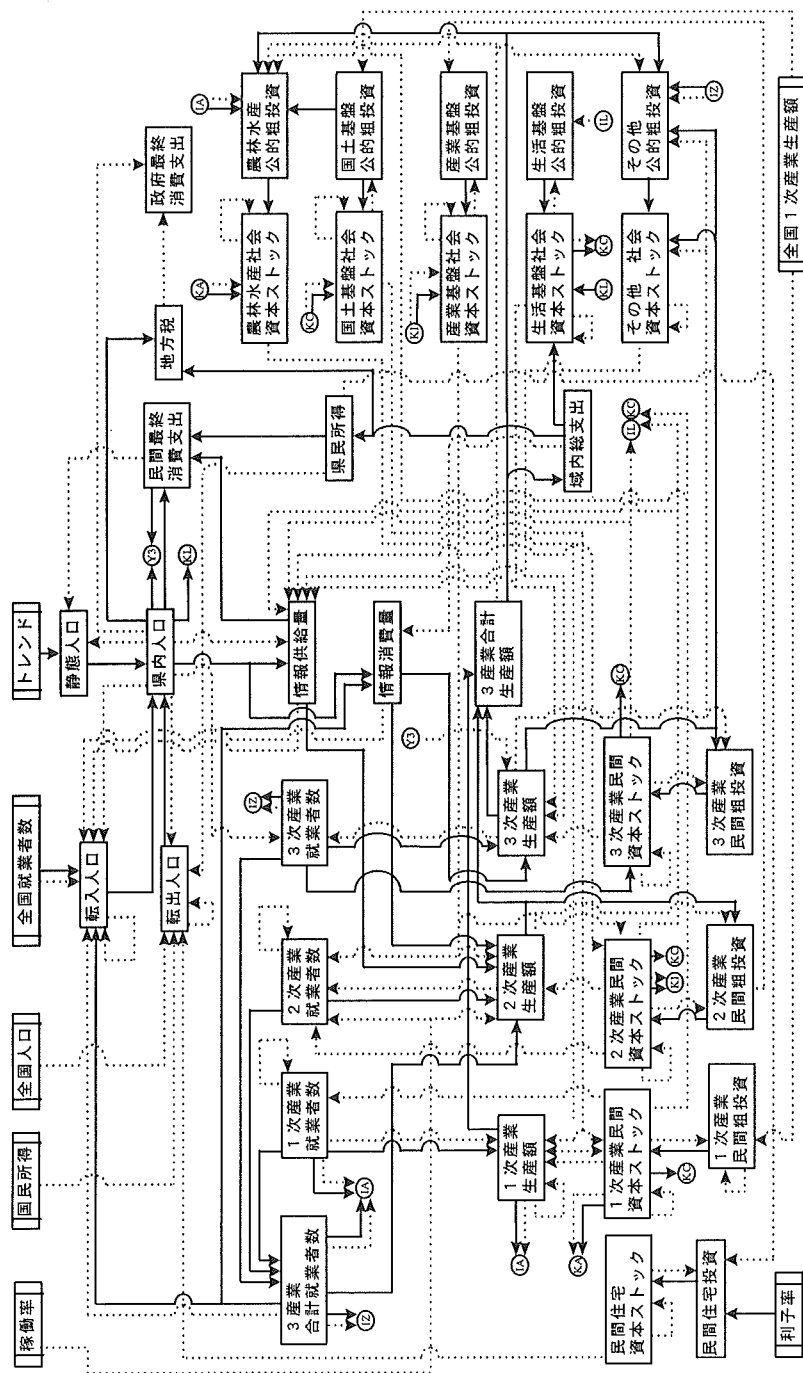 稼働率
国民所得
全国人口
全国就業者数
トレンド
転入人口
静態人口
転出人口
県内人口
民間最終
消費支出
地方税
政府最終
消費支出
3産業
合計就業者数
1次産業
就業者数
2次産業
就業者数
3次産業
就業者数
情報供給量
県民所得
農林水産社会
資本ストック
農林水産
公的粗投資
国土基盤社会
資本ストック
国土基盤
公的粗投資
情報消費量
産業基盤社会
資本ストック
産業基盤
公的粗投資
1次産業
生産額
2次産業
生産額
3次産業
生産額
3産業合計
生産額
域内総支出
生活基盤社会
資本ストック
生活基盤
公的粗投資
民間住宅
資本ストック
1次産業民間
資本ストック
2次産業民間
資本ストック
3次産業民間
資本ストック
その他 社会
資本ストック
その他
公的粗投資
民間住宅投資
1次産業
民間粗投資
2次産業
民間粗投資
3次産業
民間粗投資
利子率
全国1次産業生産額
Y3
KL
IZ
IA
IZ
KA
IA
KC
KI
IL
KC
KL
IZ
IL
KC
Y3
IA
KA
KC
KI
KC
KC